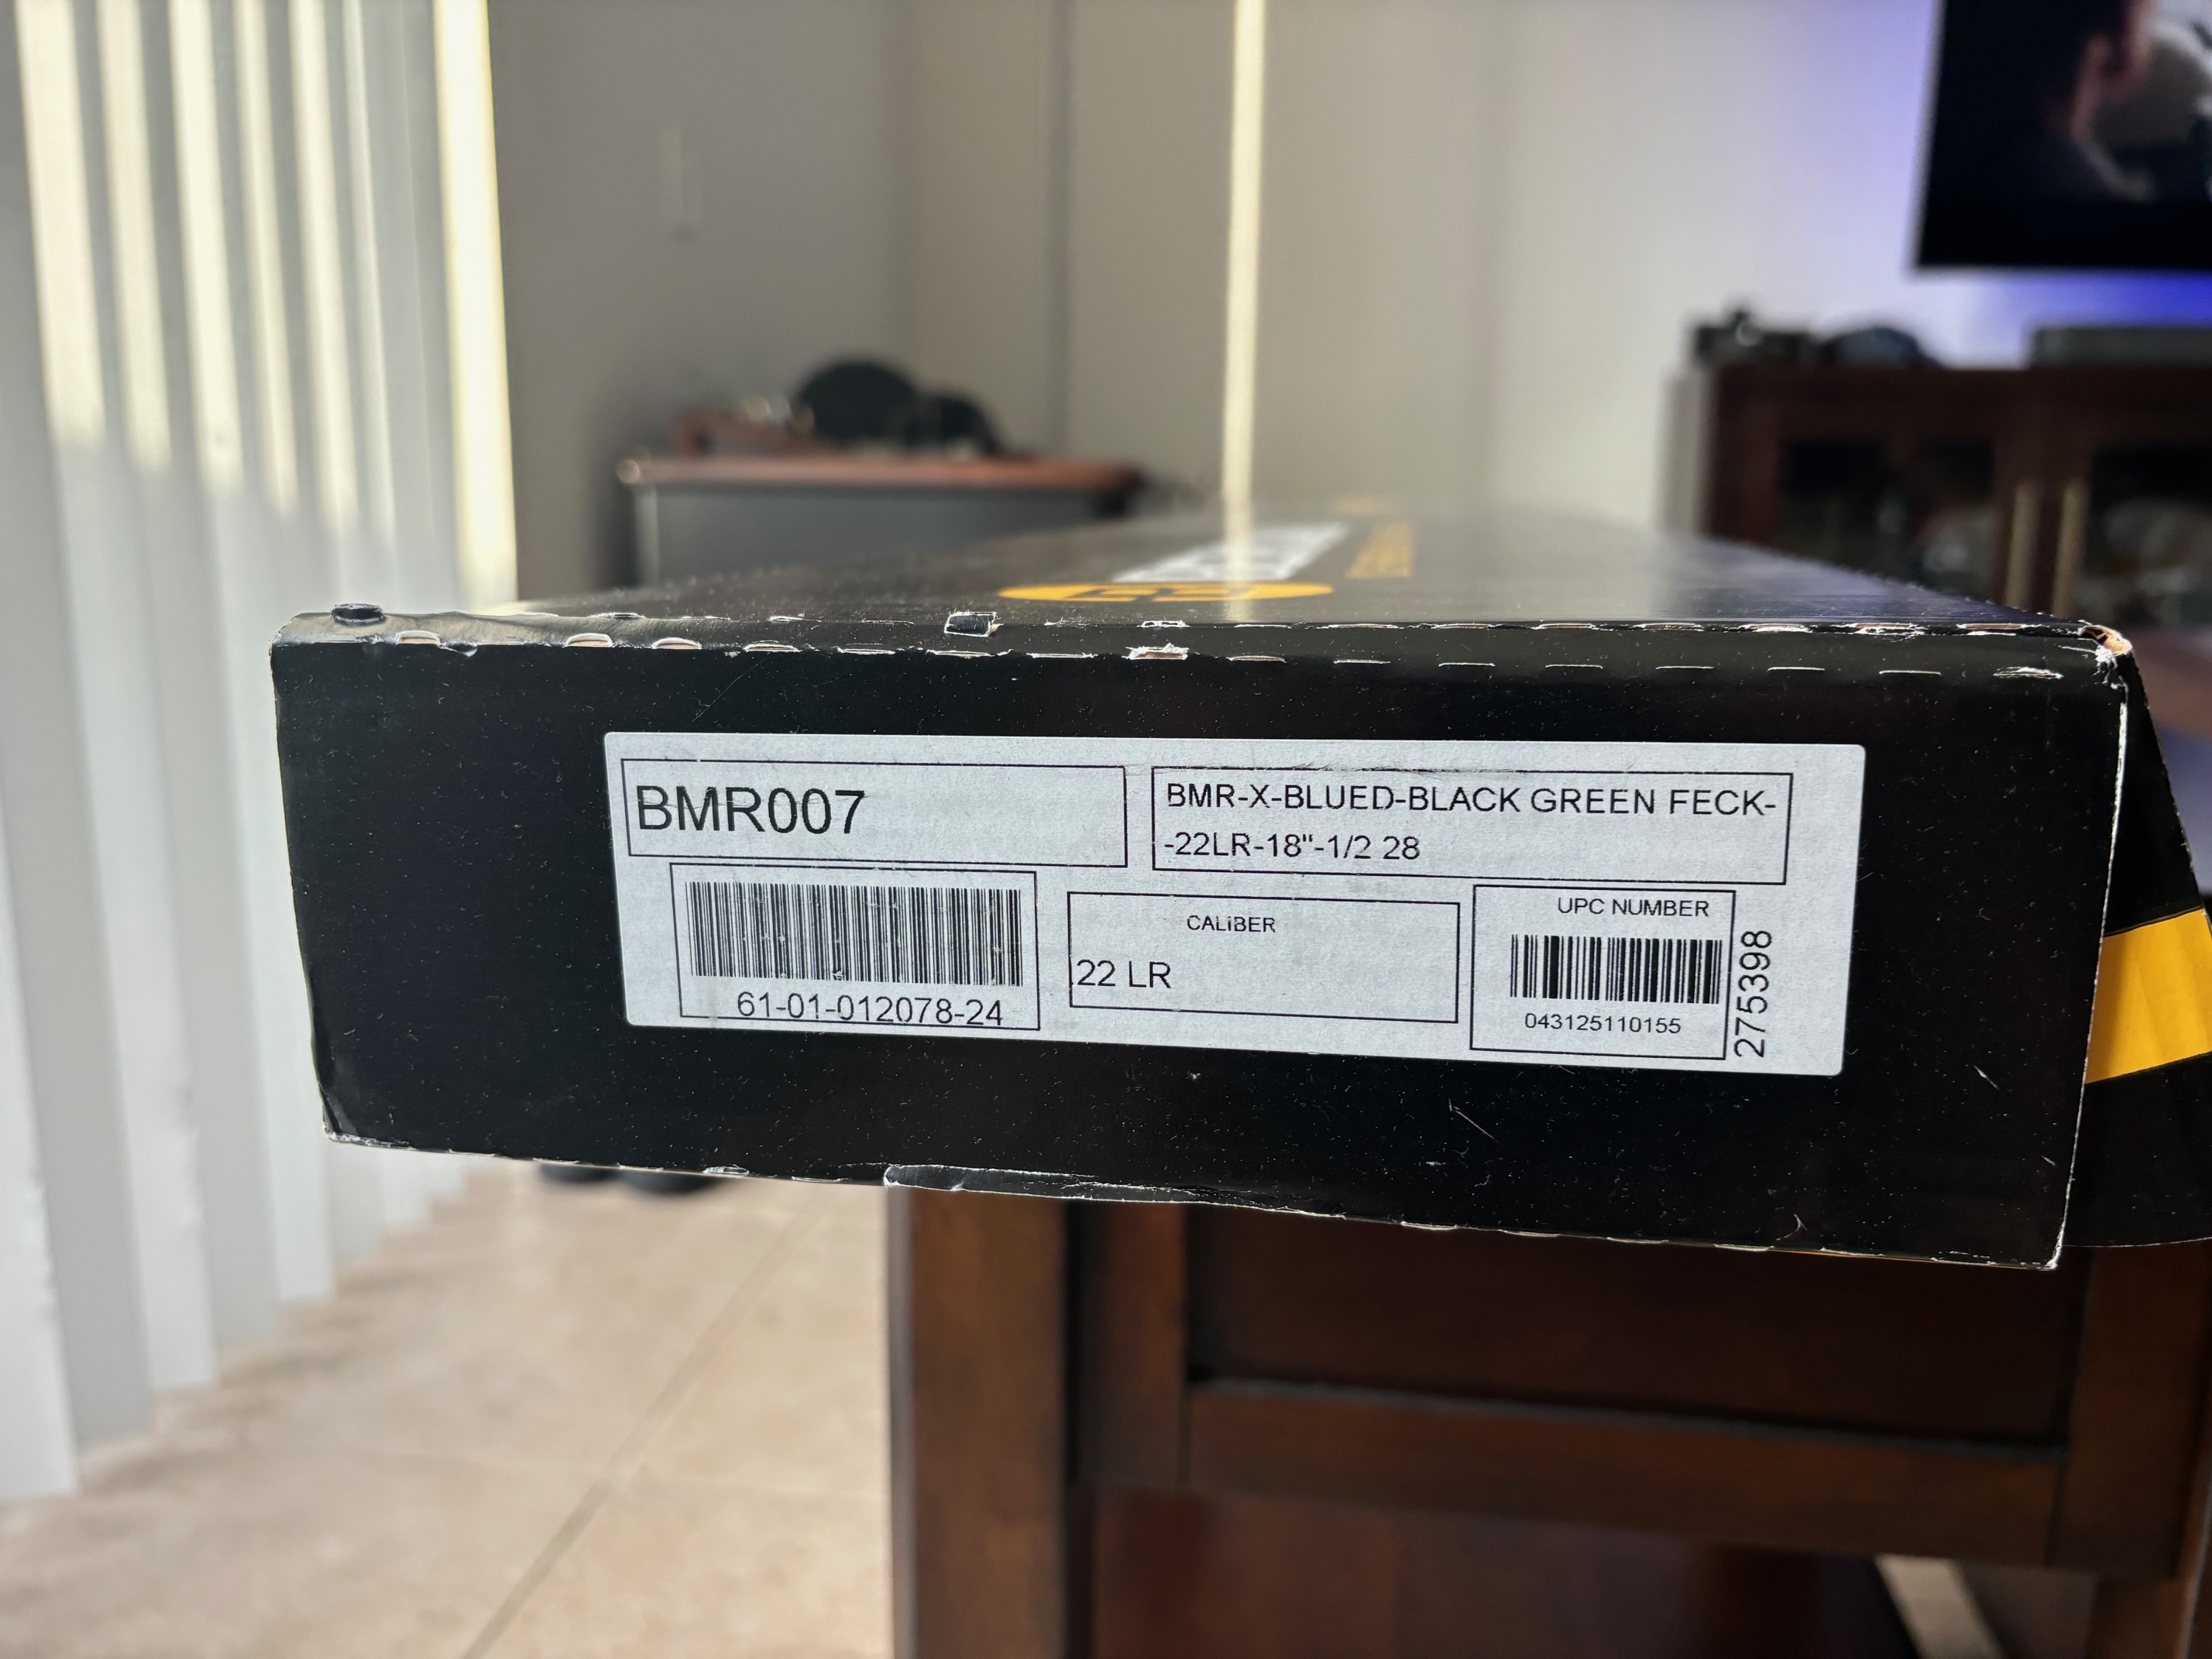 BMR007
BMR-X-BLUED-BLACK GREEN FECK-
-22LR-18"-1/2 28
61-01-012078-24
CALIBER
22 LR
UPC NUMBER
043125110155
275398